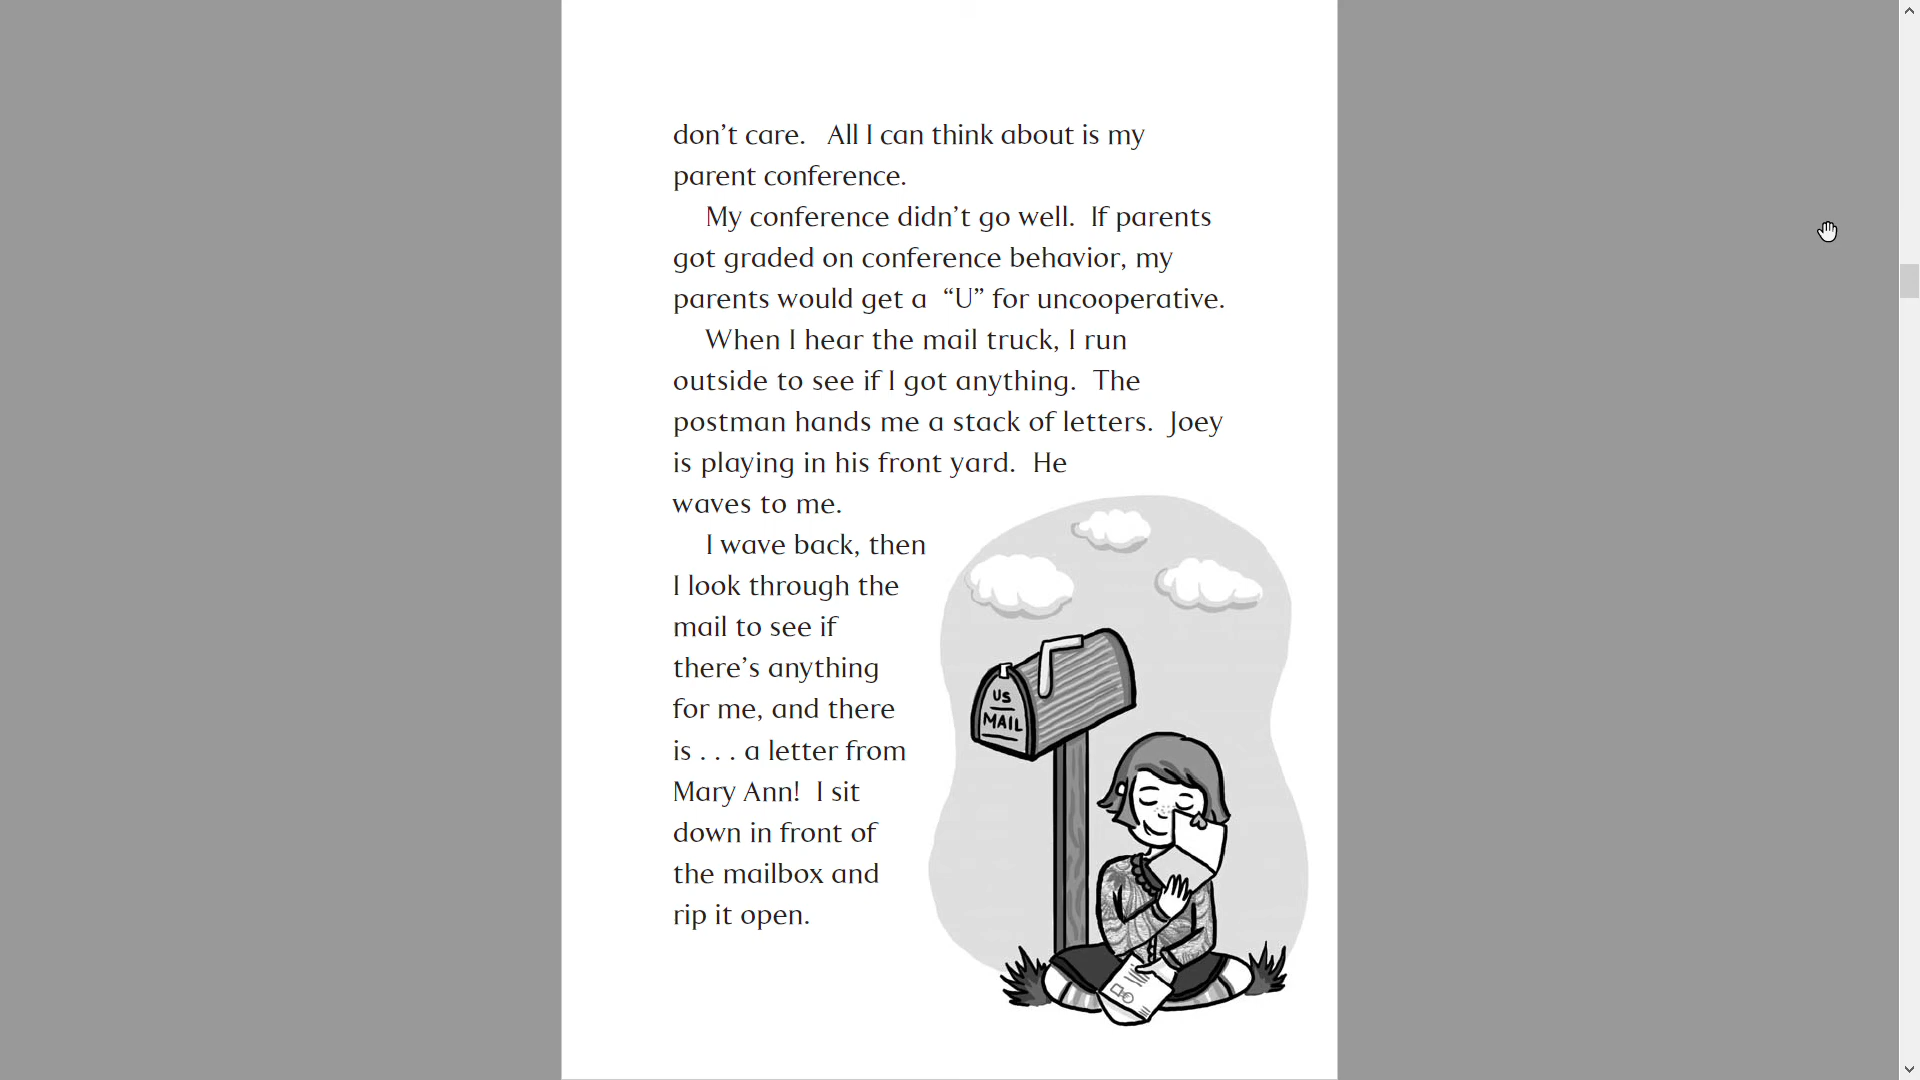 don’t care.   All I can think about is my
parent conference.
My conference didn’t go well.  If parents
got graded on conference behavior, my
parents would get a  “U” for uncooperative.
When I hear the mail truck, I run
outside to see if I got anything.  The
postman hands me a stack of letters.  Joey
is playing in his front yard.  He
waves to me.
I wave back, then
I look through the
mail to see if
there’s anything
for me, and there
is . . . a letter from
Mary Ann!  I sit
down in front of
the mailbox and
rip it open.
US
MAIL